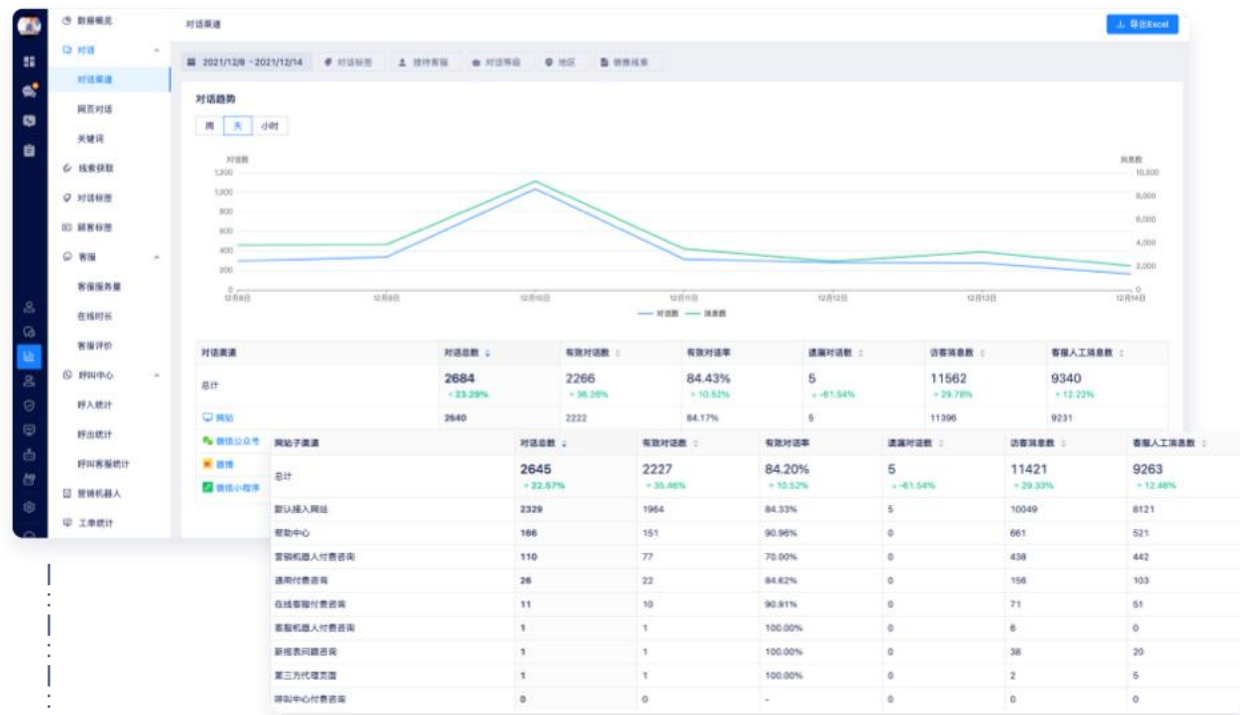 数据概览
对话
对话渠道
网页对话
关键词
线索获取
对话标签
顾客标签
客服
客服服务量
在线时长
客服评价
呼叫中心
呼入统计
呼出统计
呼叫客服统计
营销机器人
工单统计
对话渠道
导出Excel
2021/12/8 ~ 2021/12/14 对话标签 接待客服 对话等级 地区 销售线索
对话趋势
周 天 小时
对话数 消息数
1,200 10,000
1,000 8,000
800 6,000
600
400 4,000
200 2,000
0 0
12月8日 12月9日 12月10日 12月11日 12月12日 12月13日 12月14日
对话数 消息数
对话渠道 对话总数 有效对话数 有效对话率 遗漏对话数 访客消息数 客服人工消息数
总计 2684 2266 84.43% 5 11562 9340
+23.29% +36.26% +10.52% -61.54% +29.78% +12.22%
网站 2640 2222 84.17% 5 11396 9231
微信公众号
微博
微信小程序
网站子渠道 对话总数 有效对话数 有效对话率 遗漏对话数 访客消息数 客服人工消息数
总计 2645 2227 84.20% 5 11421 9263
+22.57% +35.46% +10.52% -61.54% +29.33% +12.46%
默认接入网站 2329 1964 84.33% 5 10049 8121
帮助中心 166 151 90.96% 0 661 521
营销机器人付费咨询 110 77 70.00% 0 438 442
通用付费咨询 26 22 84.62% 0 156 103
在线客服付费咨询 11 10 90.91% 0 71 51
客服机器人付费咨询 1 1 100.00% 0 6 0
新报表问题咨询 1 1 100.00% 0 38 20
第三方代理页面 1 1 100.00% 0 2 5
呼叫中心付费咨询 0 0 - 0 0 0